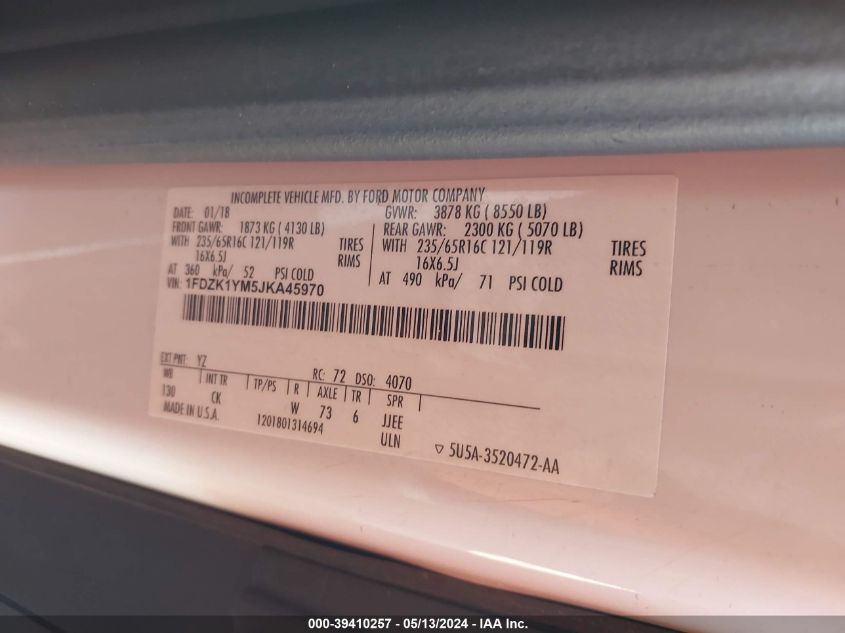 INCOMPLETE VEHICLE MFD. BY FORD MOTOR COMPANY
DATE: 01/18 GVWR: 3878 KG ( 8550 LB)
FRONT GAWR: 1873 KG ( 4130 LB) REAR GAWR: 2300 KG ( 5070 LB)
WITH 235/65R16C 121/119R TIRES WITH 235/65R16C 121/119R TIRES
16X6.5J RIMS 16X6.5J RIMS
AT 360 kPa/ 52 PSI COLD AT 490 kPa/ 71 PSI COLD
VIN: 1FDZK1YM5JKA45970
EXT PNT: YZ RC: 72 DSO: 4070
WB INT TR TP/PS R AXLE TR SPR
130 CK W 73 6 JJEE
MADE IN U.S.A. 1201801314694 ULN
▽ 5U5A-3520472-AA
000-39410257 - 05/13/2024 - IAA Inc.